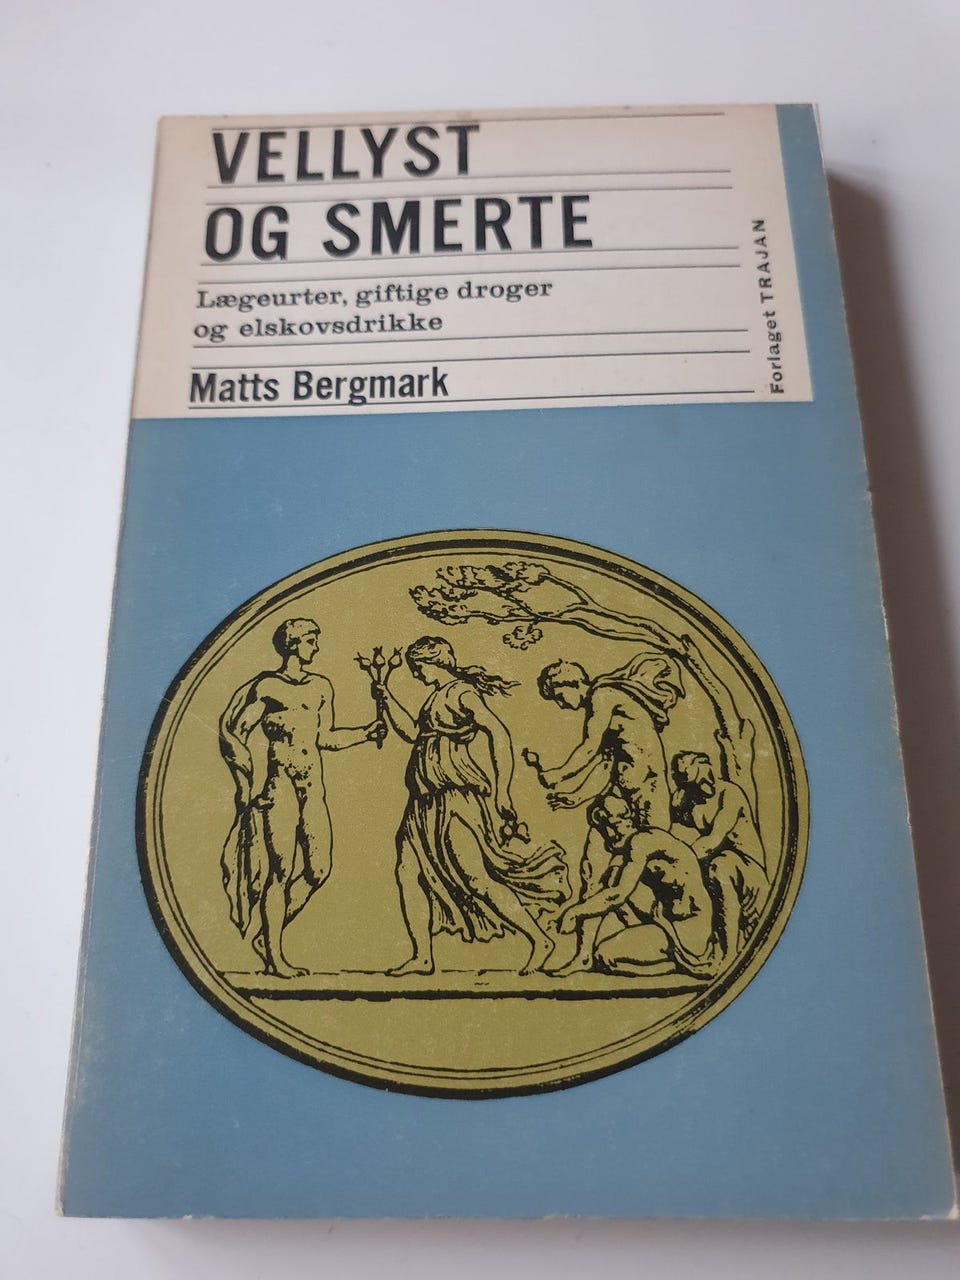 VELLYST
OG SMERTE
Lægeurter, giftige droger
og elskovsdrikke
Matts Bergmark
Forlaget TRAJAN